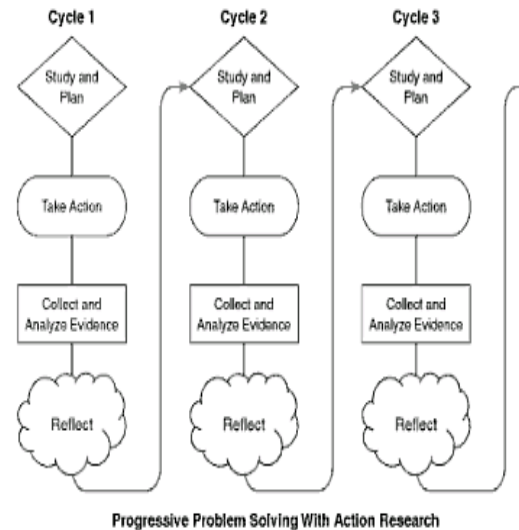 Cycle 1
Cycle 2
Cycle 3
Study and
Plan
Study and
Plan
Study and
Plan
Take Action
Take Action
Take Action
Collect and
Analyze Evidence
Collect and
Analyze Evidence
Collect and
Analyze Evidence
Reflect
Reflect
Reflect
Progressive Problem Solving With Action Research